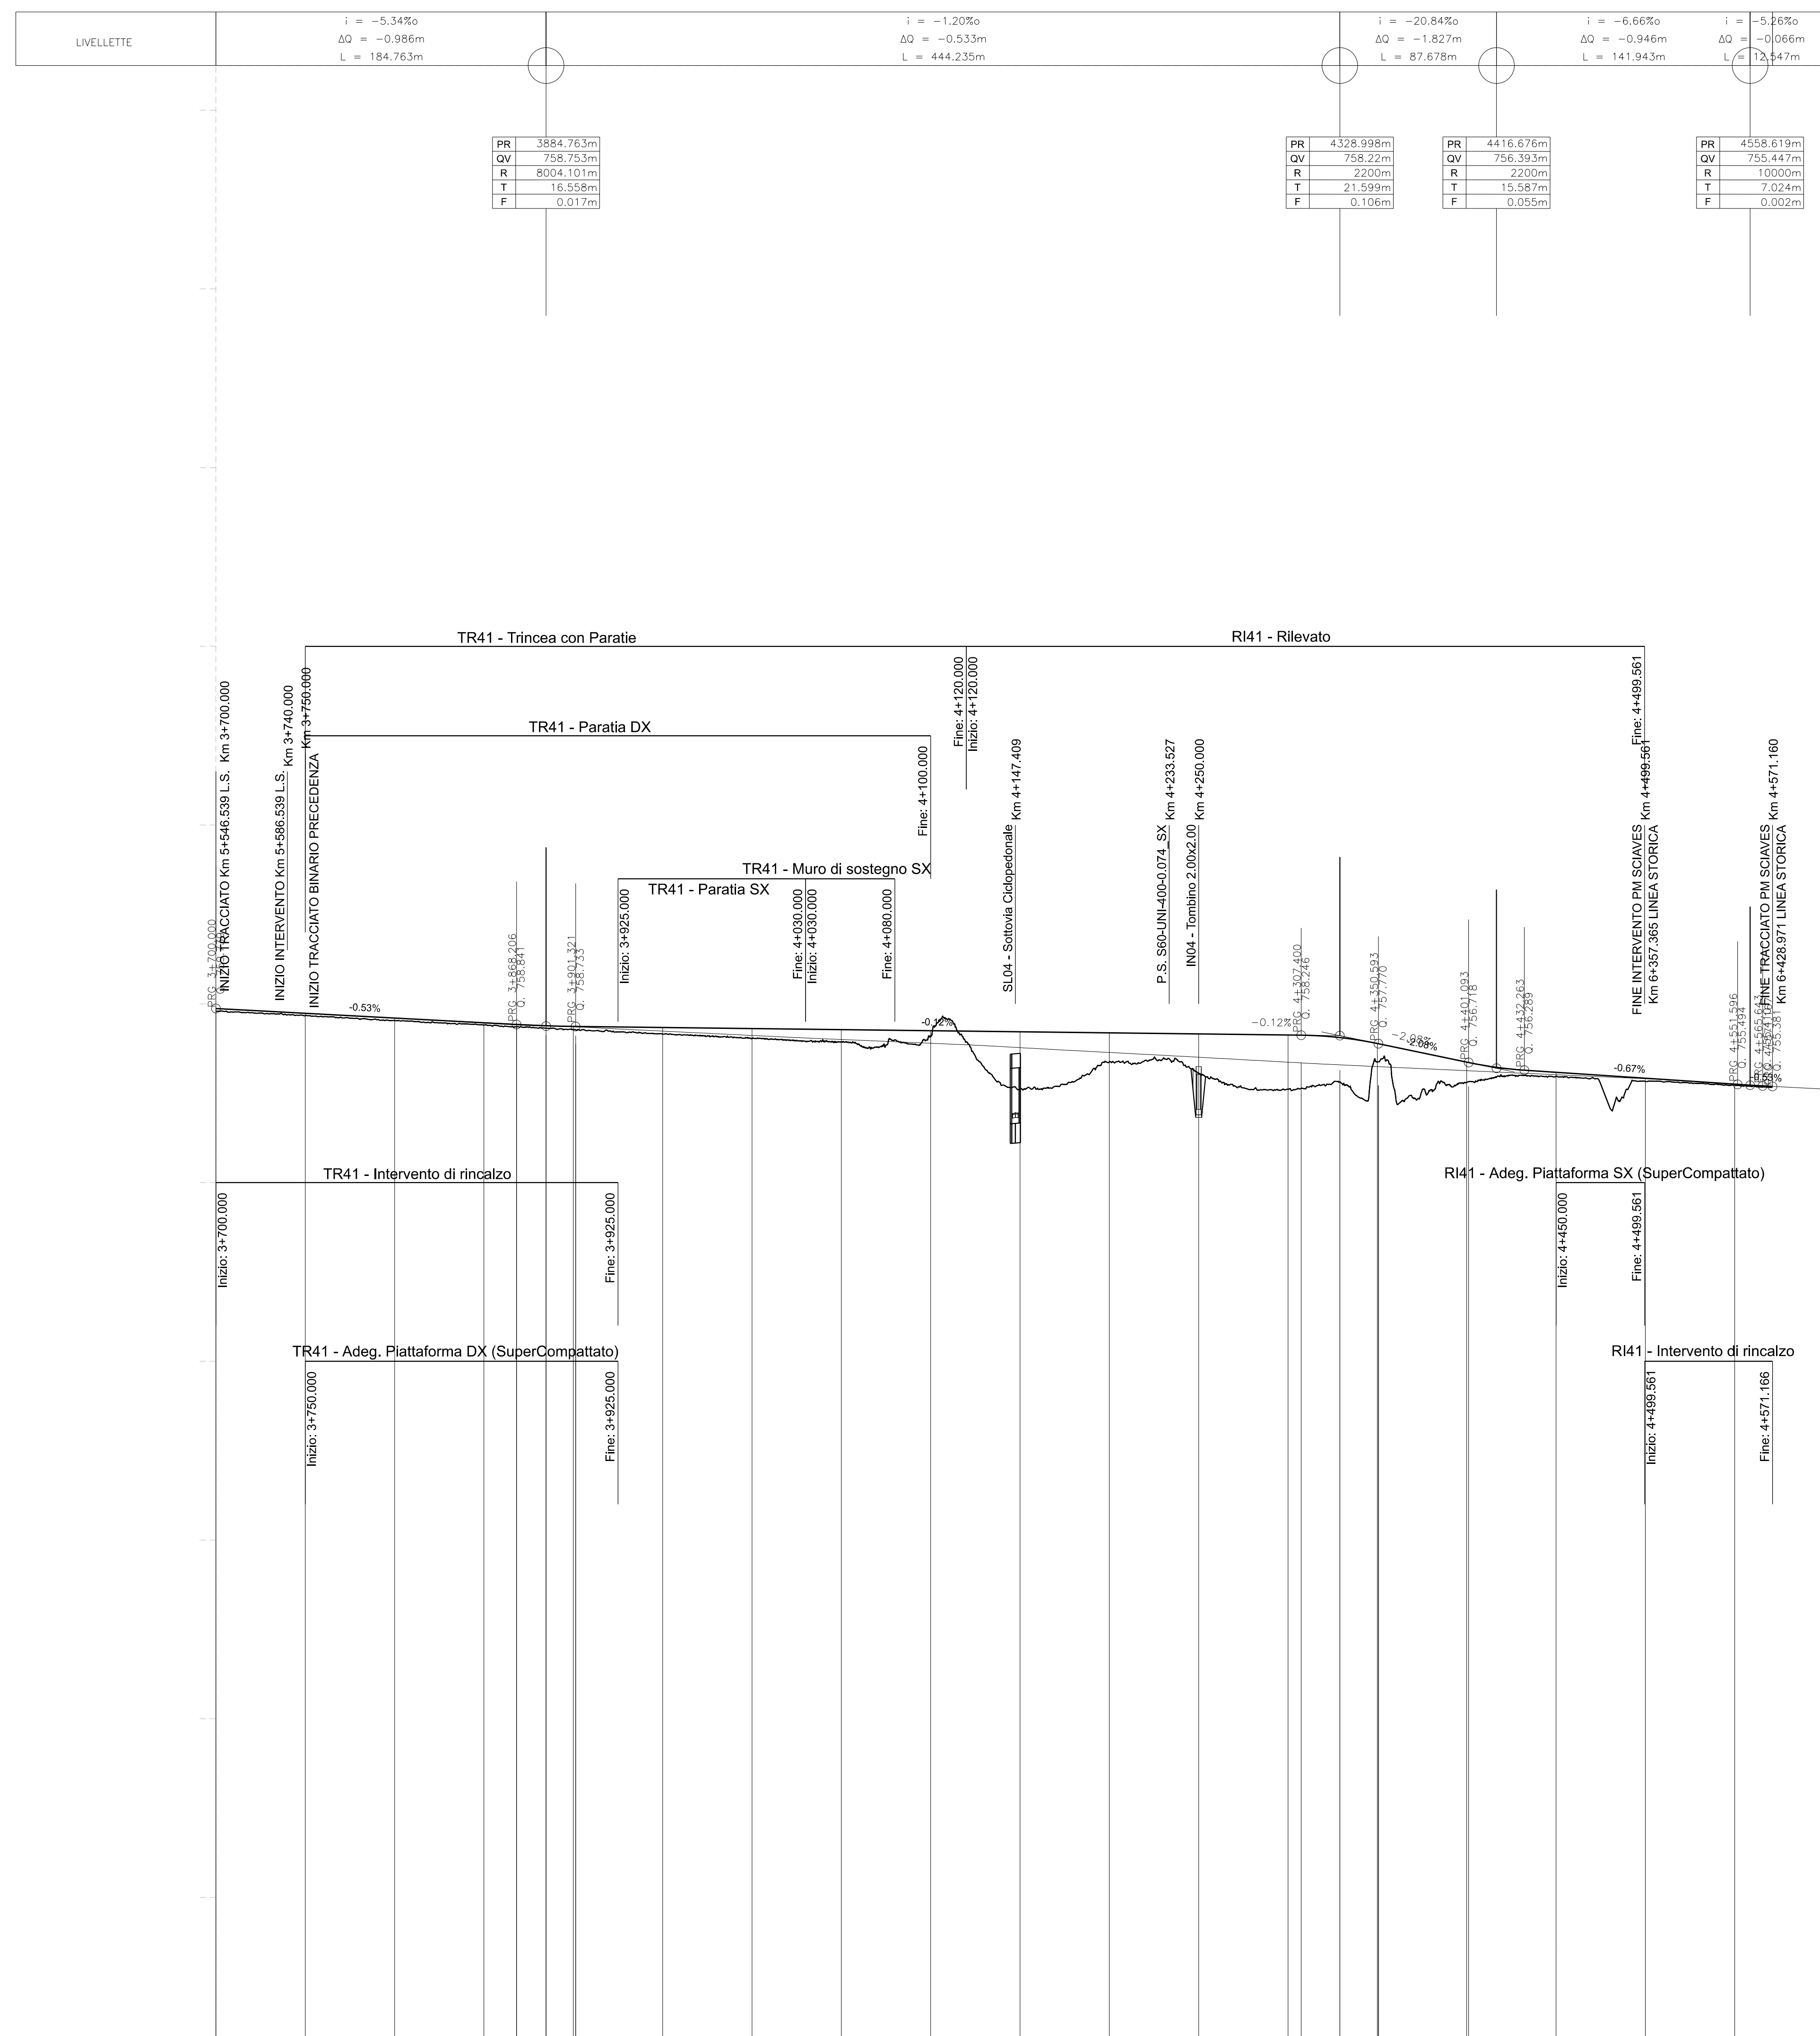 LIVELLETTE
i = -5.34‰
ΔQ = -0.986m
L = 184.763m
i = -1.20‰
ΔQ = -0.533m
L = 444.235m
i = -20.84‰
ΔQ = -1.827m
L = 87.678m
i = -6.66‰
ΔQ = -0.946m
L = 141.943m
i = -5.26‰
ΔQ = -0.066m
L = 12.547m
PR 3884.763m
QV 758.753m
R 8004.101m
T 16.558m
F 0.017m
PR 4328.998m
QV 758.22m
R 2200m
T 21.599m
F 0.106m
PR 4416.676m
QV 756.393m
R 2200m
T 15.587m
F 0.055m
PR 4558.619m
QV 755.447m
R 10000m
T 7.024m
F 0.002m
TR41 - Trincea con Paratie
RI41 - Rilevato
Fine: 4+120.000
Inizio: 4+120.000
Fine: 4+499.561
TR41 - Paratia DX
Fine: 4+100.000
TR41 - Muro di sostegno SX
TR41 - Paratia SX
Inizio: 3+925.000
Fine: 4+030.000
Inizio: 4+030.000
Fine: 4+080.000
INIZIO TRACCIATO Km 5+546.539 L.S. Km 3+700.000
INIZIO INTERVENTO Km 5+586.539 L.S. Km 3+740.000
INIZIO TRACCIATO BINARIO PRECEDENZA Km 3+750.000
SL04 - Sottovia Ciclopedonale Km 4+147.409
P.S. S60-UNI-400-0.074_SX Km 4+233.527
IN04 - Tombino 2.00x2.00 Km 4+250.000
FINE INTERVENTO PM SCIAVES Km 4+499.561
Km 6+357.365 LINEA STORICA
FINE TRACCIATO PM SCIAVES Km 4+571.160
Km 6+428.971 LINEA STORICA
PRG 3+700.000
PRG 3+868.206
Q. 758.841
PRG 3+901.321
Q. 758.733
PRG 4+307.400
Q. 758.246
PRG 4+350.593
Q. 757.770
PRG 4+401.093
Q. 756.718
PRG 4+432.263
Q. 756.289
PRG 4+551.596
Q. 755.494
PRG 4+565.643
Q. 755.381
-0.53%
-0.12%
-0.12%
-2.08%
-2.08%
-0.67%
-0.53%
TR41 - Intervento di rincalzo
Inizio: 3+700.000
Fine: 3+925.000
RI41 - Adeg. Piattaforma SX (SuperCompattato)
Inizio: 4+450.000
Fine: 4+499.561
TR41 - Adeg. Piattaforma DX (SuperCompattato)
Inizio: 3+750.000
Fine: 3+925.000
RI41 - Intervento di rincalzo
Inizio: 4+499.561
Fine: 4+571.166